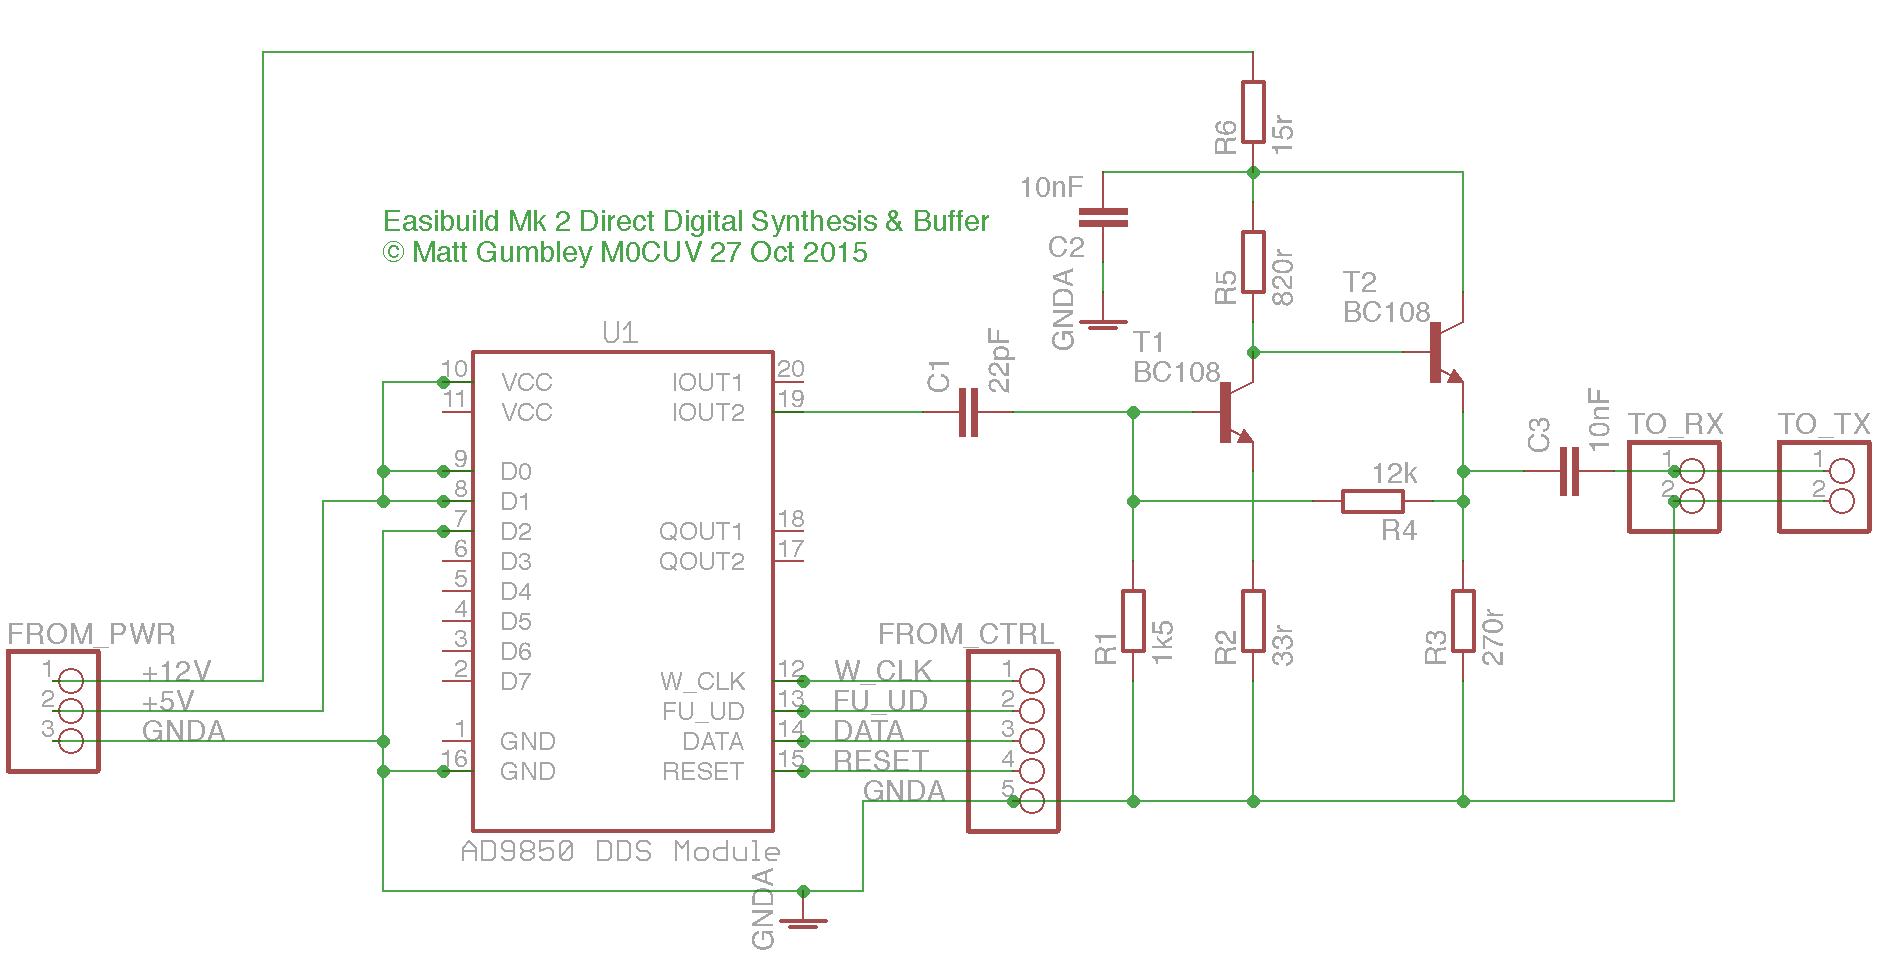 Easibuild Mk 2 Direct Digital Synthesis & Buffer
© Matt Gumbley M0CUV 27 Oct 2015
R6
15r
10nF
C2
GNDA
R5
820r
T2
BC108
T1
BC108
C1
22pF
C3
10nF
TO_RX
1
2
TO_TX
1
2
12k
R4
R1
1k5
R2
33r
R3
270r
U1
10 VCC
11 VCC
9 D0
8 D1
7 D2
6 D3
5 D4
4 D5
3 D6
2 D7
1 GND
16 GND
IOUT1 20
IOUT2 19
QOUT1 18
QOUT2 17
W_CLK 12
FU_UD 13
DATA 14
RESET 15
AD9850 DDS Module
FROM_PWR
1 +12V
2 +5V
3 GNDA
FROM_CTRL
W_CLK 1
FU_UD 2
DATA 3
RESET 4
GNDA 5
GNDA